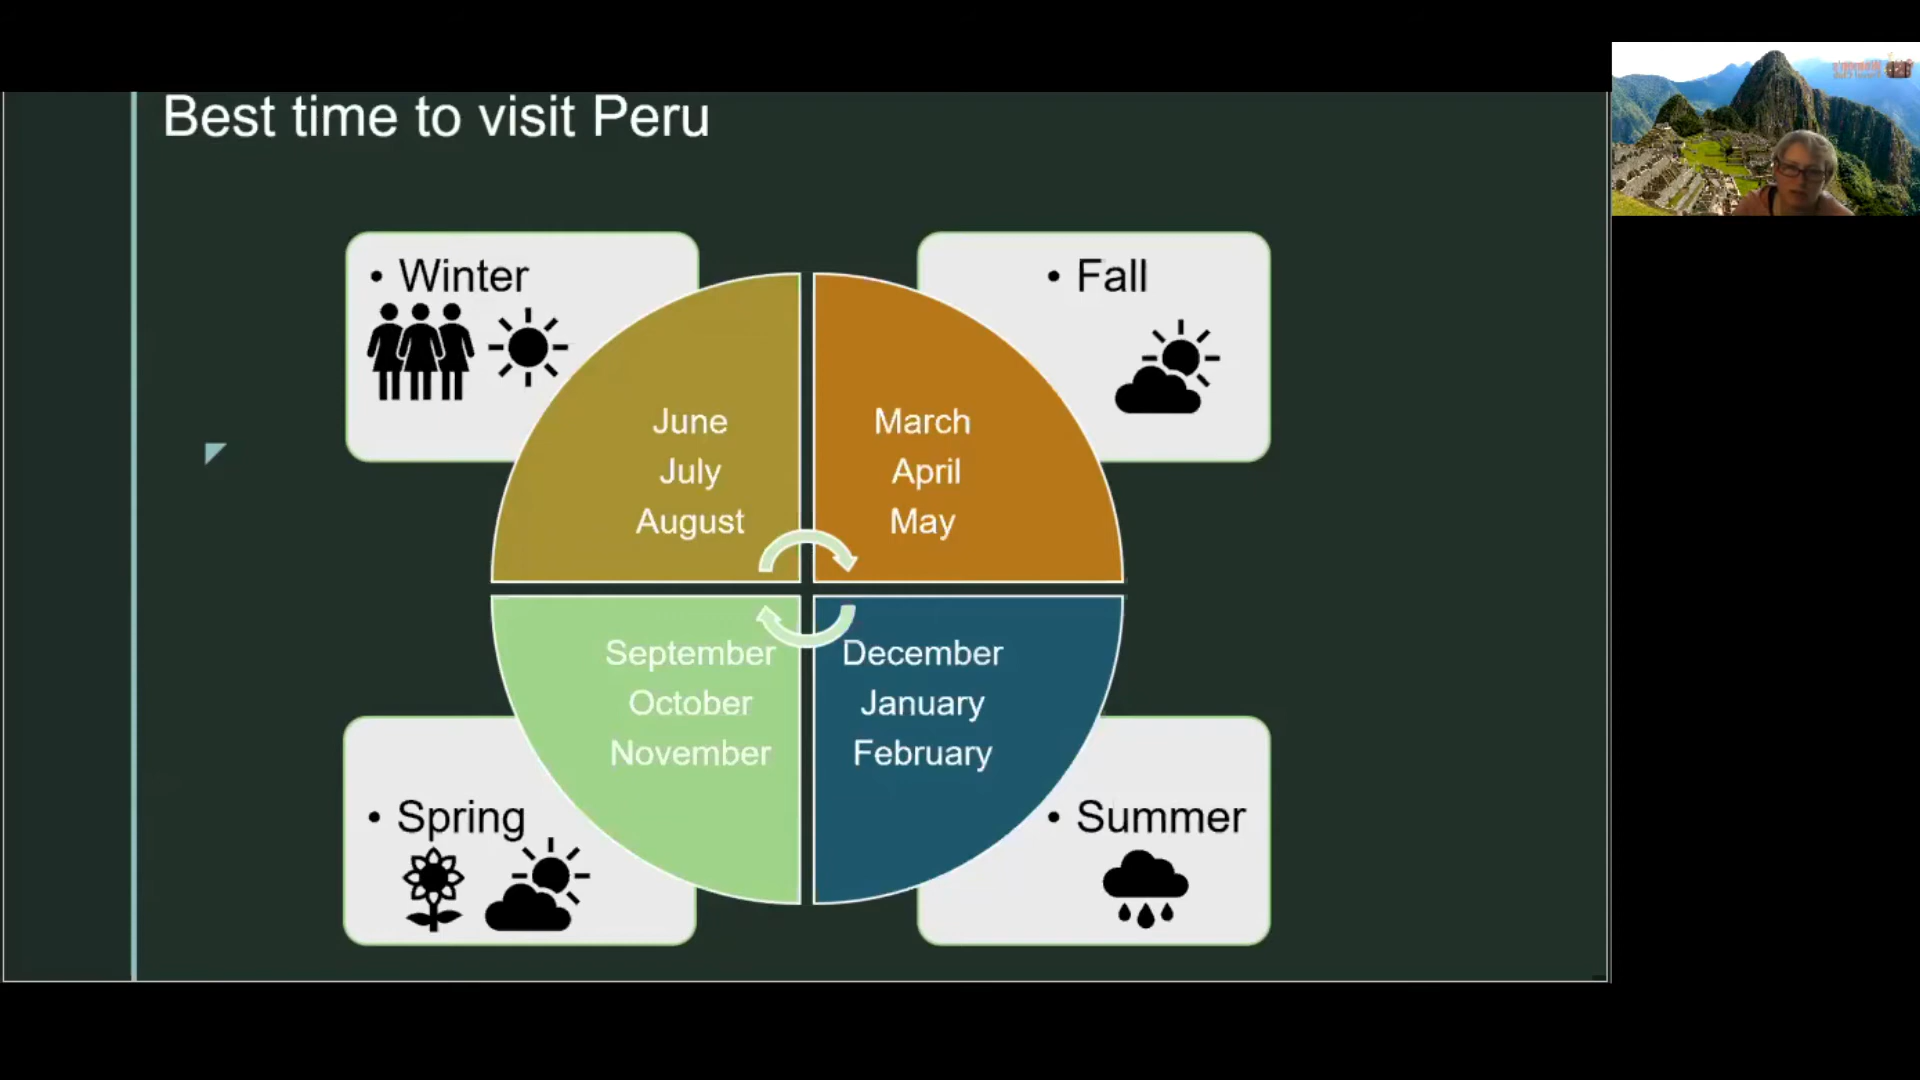 Best time to visit Peru
• Winter
• Fall
June
July
August
March
April
May
September
October
November
December
January
February
• Spring
• Summer